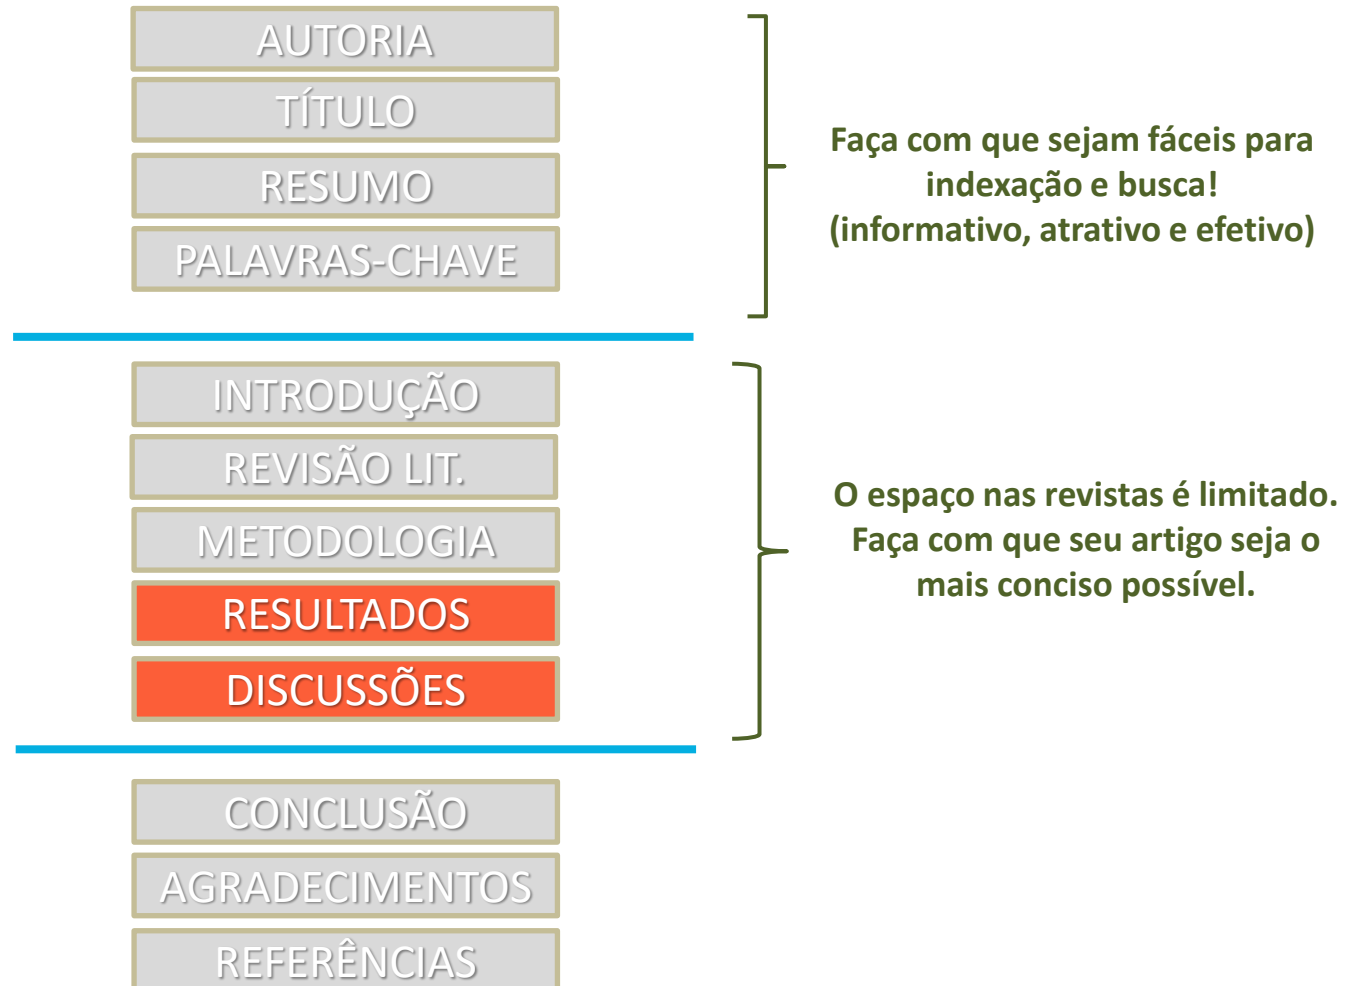 AUTORIA
TÍTULO
RESUMO
PALAVRAS-CHAVE
Faça com que sejam fáceis para
indexação e busca!
(informativo, atrativo e efetivo)
INTRODUÇÃO
REVISÃO LIT.
METODOLOGIA
RESULTADOS
DISCUSSÕES
O espaço nas revistas é limitado.
Faça com que seu artigo seja o
mais conciso possível.
CONCLUSÃO
AGRADECIMENTOS
REFERÊNCIAS